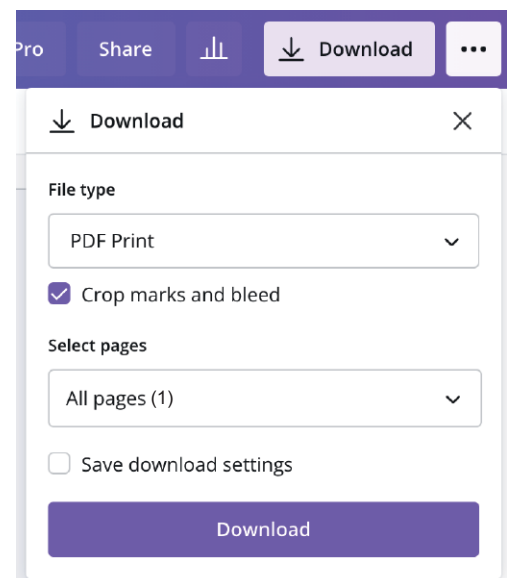 Pro Share Download
Download
File type
PDF Print
Crop marks and bleed
Select pages
All pages (1)
Save download settings
Download